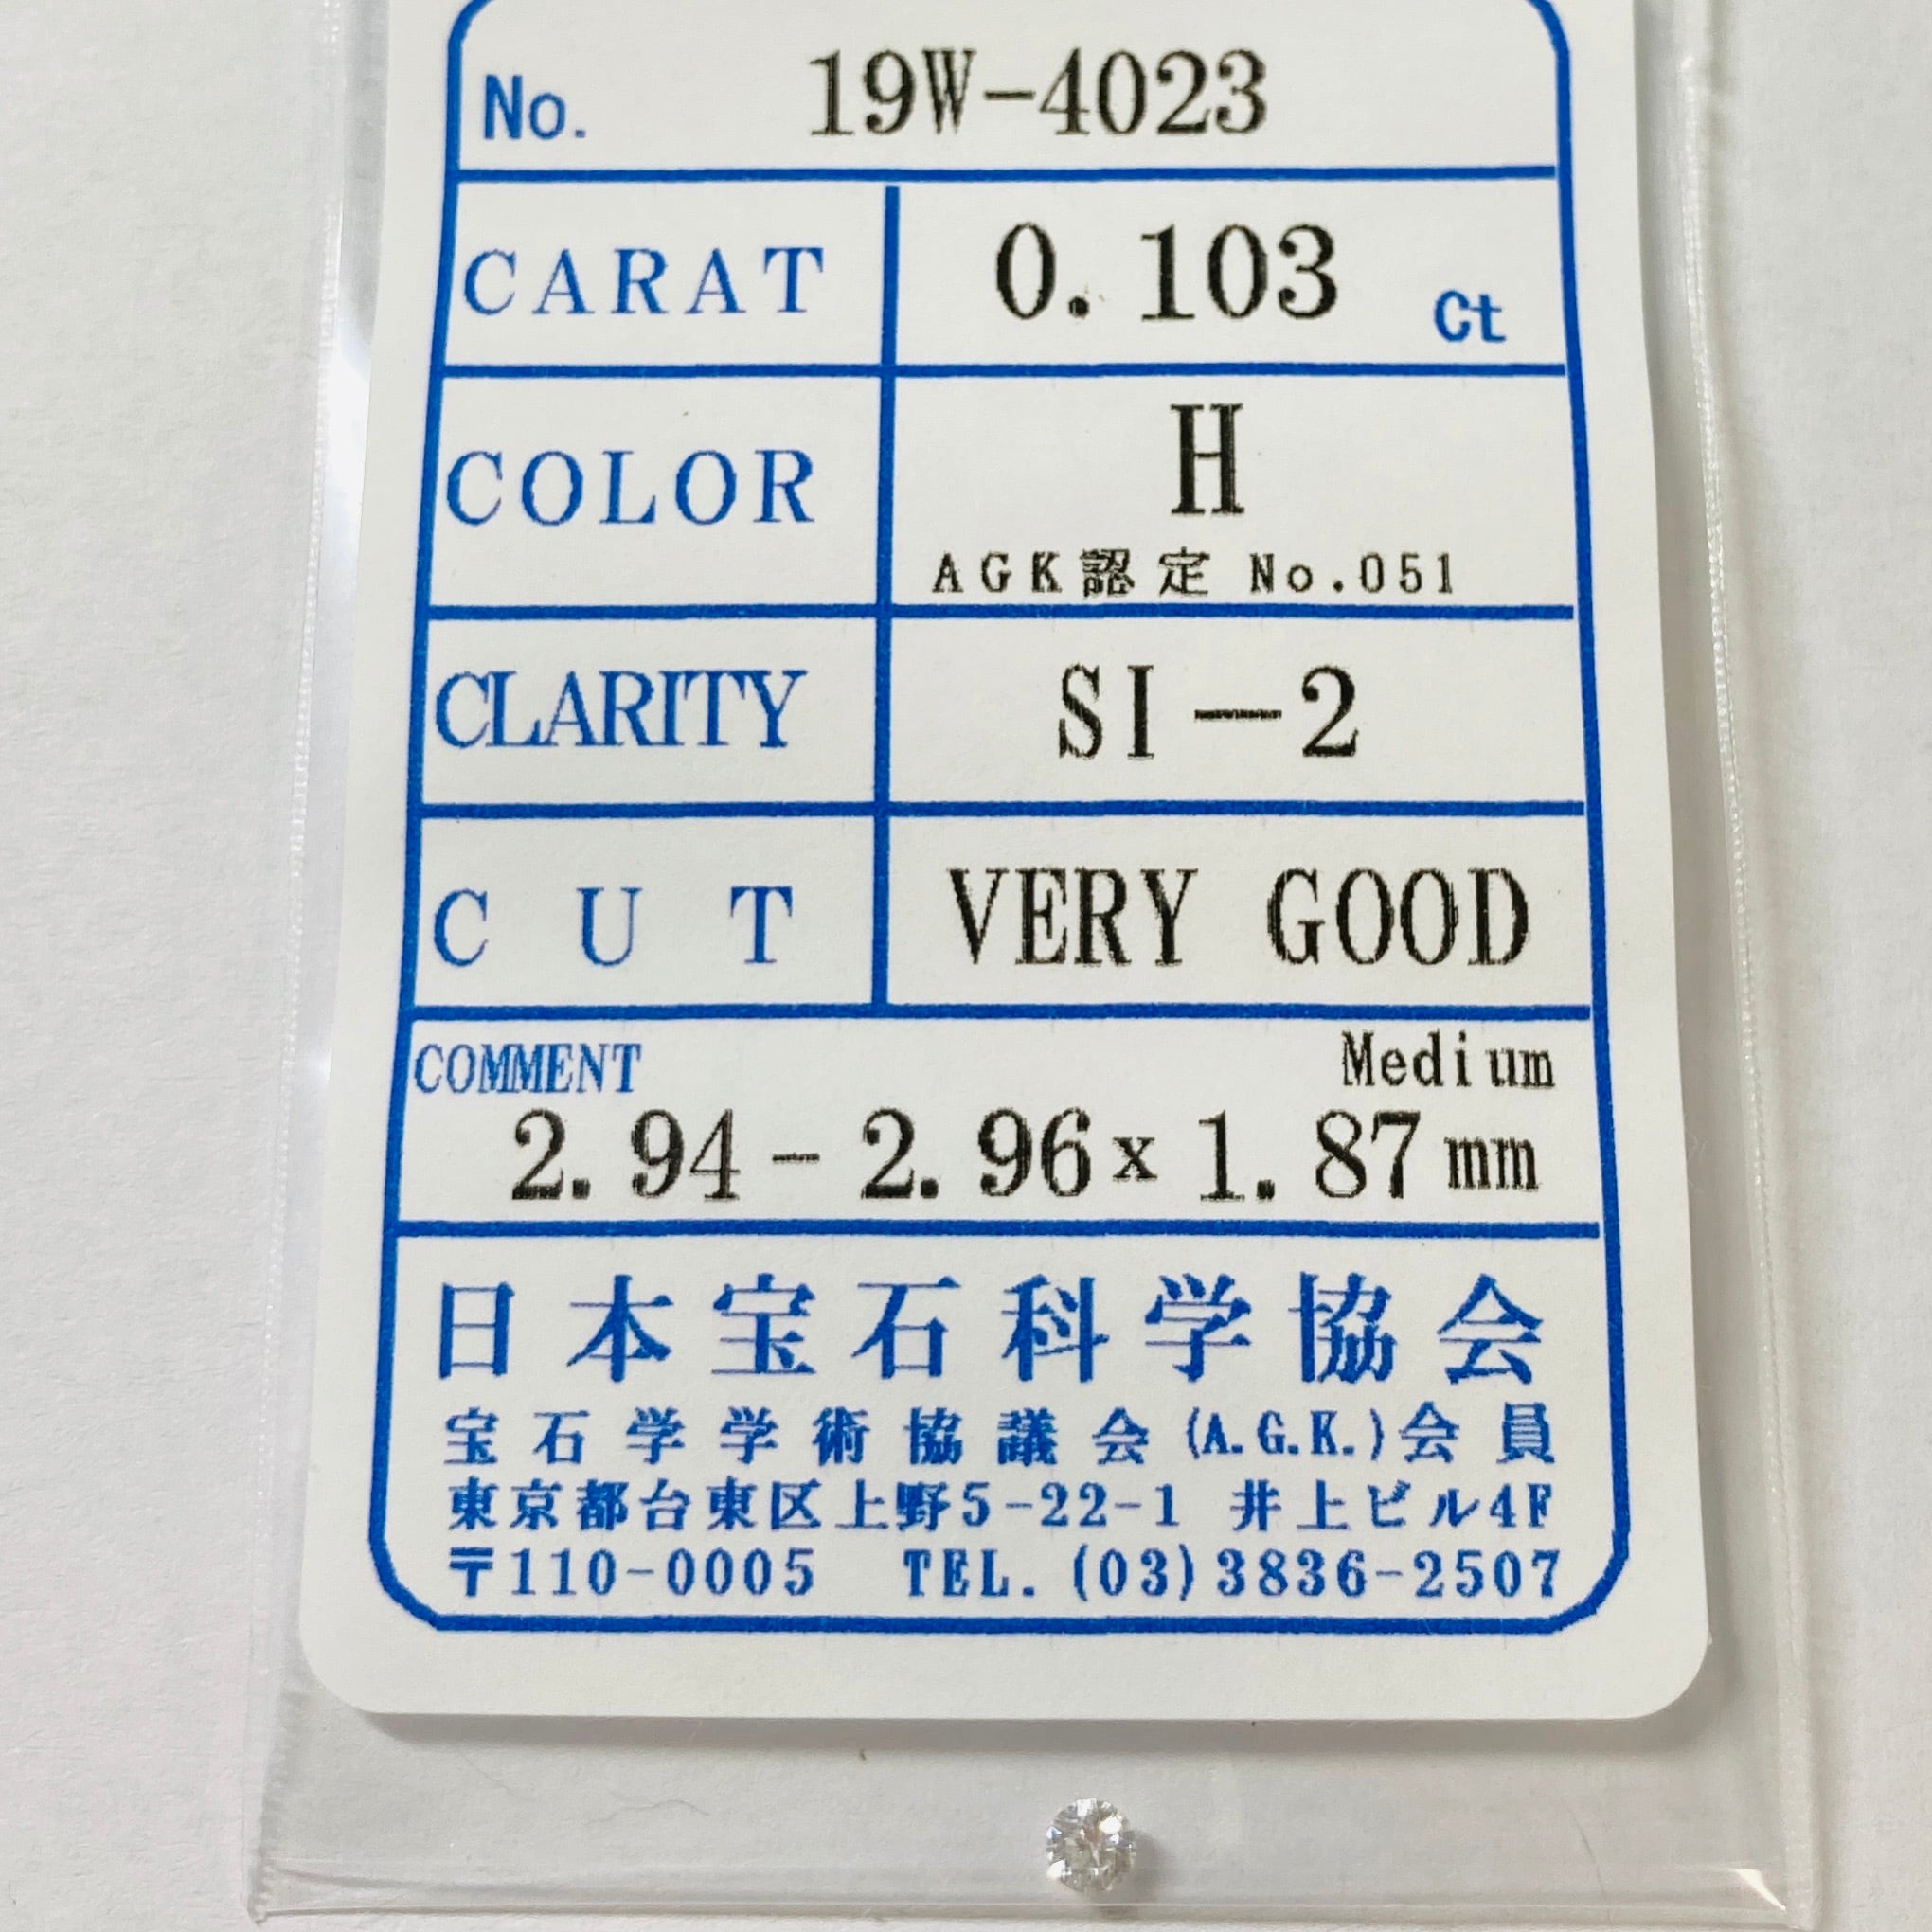 No. 19W-4023
CARAT 0.103 Ct
COLOR H
AGK認定 No.051
CLARITY SI-2
CUT VERY GOOD
COMMENT Medium
2.94-2.96x1.87mm
日本宝石科学協会
宝石学学術協議会(A.G.K.)会員
東京都台東区上野5-22-1 井上ビル4F
〒110-0005 TEL.(03)3836-2507